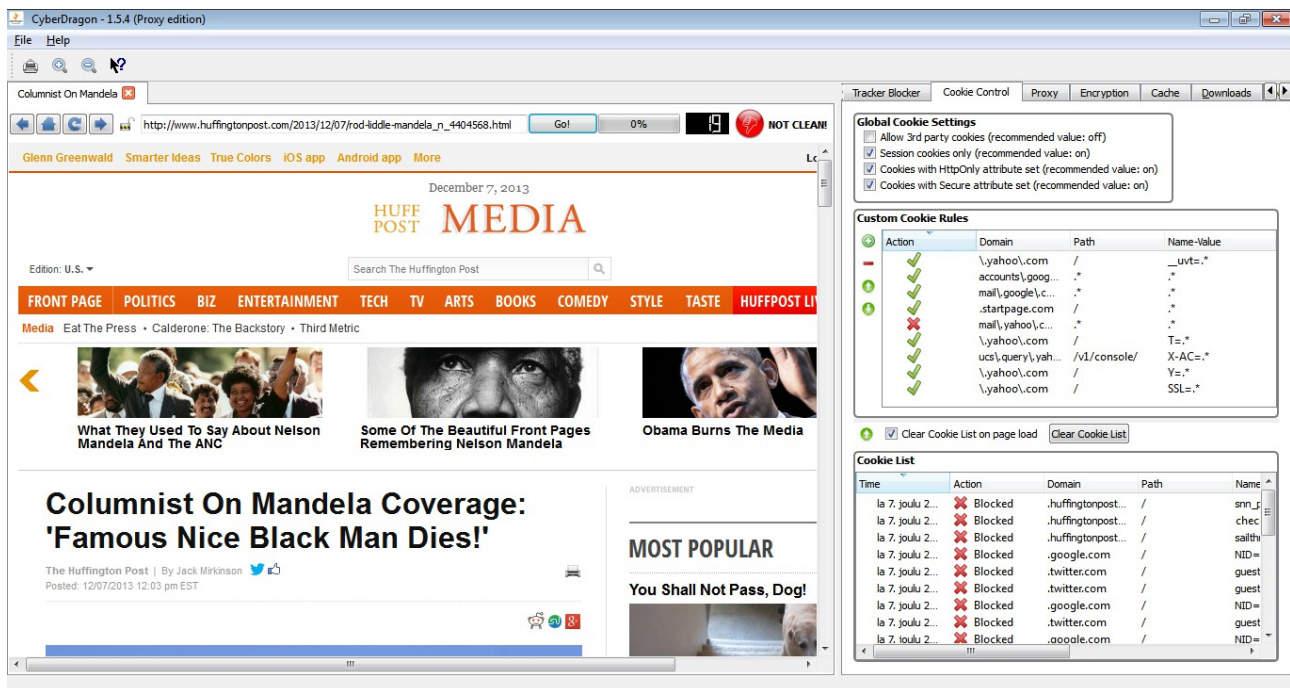 CyberDragon - 1.5.4 (Proxy edition)
File Help
Columnist On Mandela
Tracker Blocker Cookie Control Proxy Encryption Cache Downloads
http://www.huffingtonpost.com/2013/12/07/rod-liddle-mandela_n_4404568.html Go! 0% 19 NOT CLEAN!
Glenn Greenwald Smarter Ideas True Colors iOS app Android app More
December 7, 2013
HUFF
POST MEDIA
Edition: U.S. Search The Huffington Post
FRONT PAGE POLITICS BIZ ENTERTAINMENT TECH TV ARTS BOOKS COMEDY STYLE TASTE HUFFPOST LI
Media Eat The Press • Calderone: The Backstory • Third Metric
What They Used To Say About Nelson
Mandela And The ANC
Some Of The Beautiful Front Pages
Remembering Nelson Mandela
Obama Burns The Media
Columnist On Mandela Coverage:
'Famous Nice Black Man Dies!'
The Huffington Post | By Jack Mirkinson
Posted: 12/07/2013 12:03 pm EST
ADVERTISEMENT
MOST POPULAR
You Shall Not Pass, Dog!
Global Cookie Settings
Allow 3rd party cookies (recommended value: off)
Session cookies only (recommended value: on)
Cookies with HttpOnly attribute set (recommended value: on)
Cookies with Secure attribute set (recommended value: on)
Custom Cookie Rules
Action Domain Path Name-Value
\.yahoo\.com / __uvt=.*
accounts\.goog... .* .*
mail\.google\.c... .* .*
.startpage.com / .*
mail\.yahoo\.c... .* .*
\.yahoo\.com / T=.*
ucs\.query\.yah... /v1/console/ X-AC=.*
\.yahoo\.com / Y=.*
\.yahoo\.com / SSL=.*
Clear Cookie List on page load Clear Cookie List
Cookie List
Time Action Domain Path Name
la 7. joulu 2... Blocked .huffingtonpost... / snn_p
la 7. joulu 2... Blocked .huffingtonpost... / chec
la 7. joulu 2... Blocked .huffingtonpost... / sailthr
la 7. joulu 2... Blocked .google.com / NID=
la 7. joulu 2... Blocked .twitter.com / guest
la 7. joulu 2... Blocked .twitter.com / guest
la 7. joulu 2... Blocked .google.com / NID=
la 7. joulu 2... Blocked .twitter.com / guest
la 7. joulu 2... Blocked .google.com / NID=